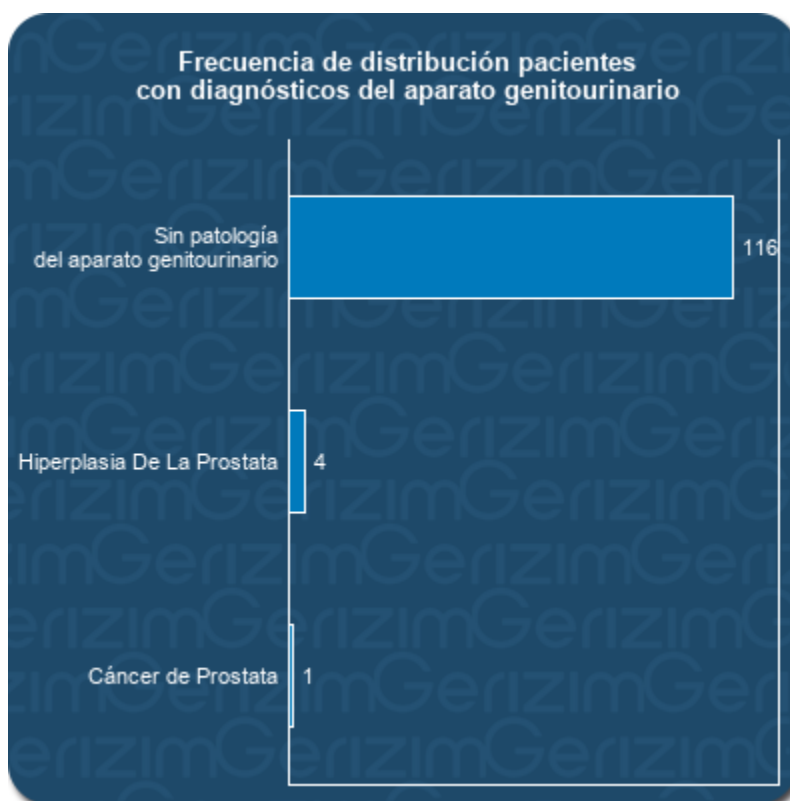 Frecuencia de distribución pacientes
con diagnósticos del aparato genitourinario
Sin patología
del aparato genitourinario
116
Hiperplasia De La Prostata
4
Cáncer de Prostata
1